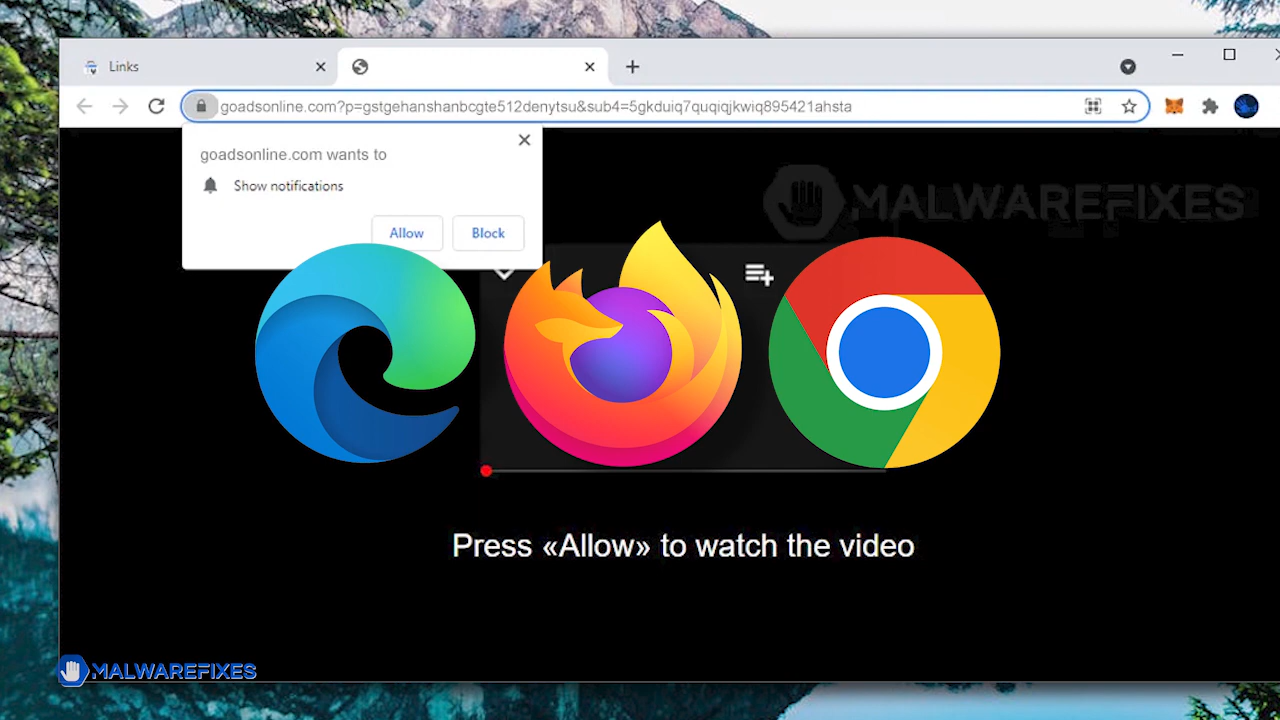 Links
goadsonline.com?p=gstgehanshanbcgte512denytsu&sub4=5gkduiq7quqiqjkwiq895421ahsta
goadsonline.com wants to
Show notifications
Allow
Block
MALWAREFIXES
Press «Allow» to watch the video
MALWAREFIXES